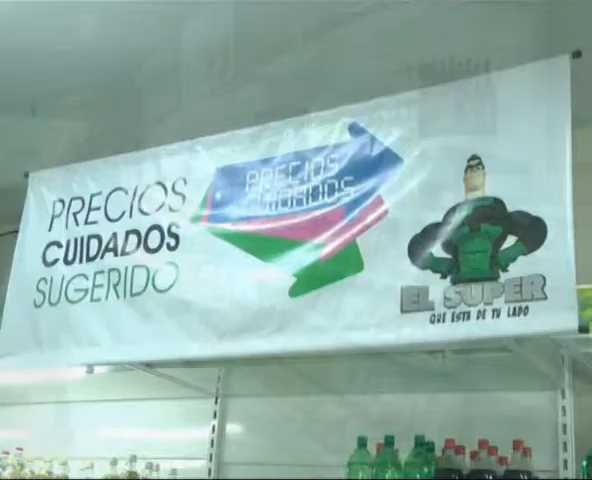 PRECIOS
CUIDADOS
SUGERIDO
PRECIOS
CUIDADOS
EL SUPER
QUE ESTA DE TU LADO